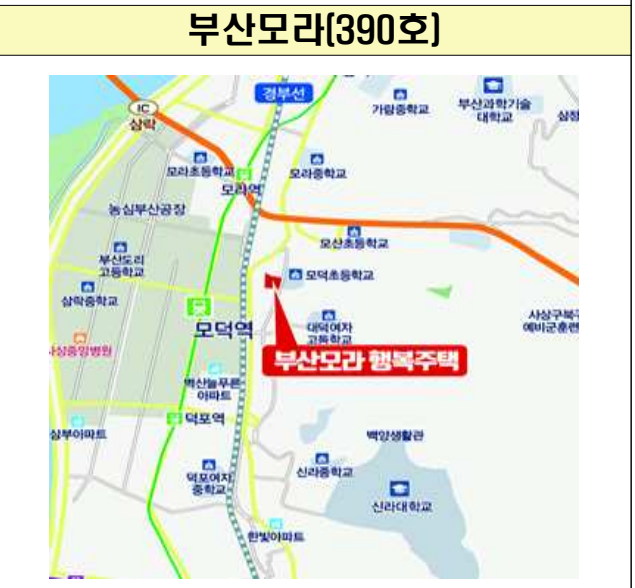 부산모라(390호)
경부선
IC
삼락
가람중학교
부산과학기술
대학교
삼정
모라초등학교
모라역
모라중학교
농심부산공장
모산초등학교
부산도리
고등학교
모덕초등학교
삼락중학교
모덕역
대덕여자
고등학교
사상구북구
예비군훈련
사상중앙병원
부산모라 행복주택
벽산늘푸른
아파트
덕포역
삼부아파트
백양생활관
덕포여자
중학교
신라중학교
신라대학교
한빛아파트